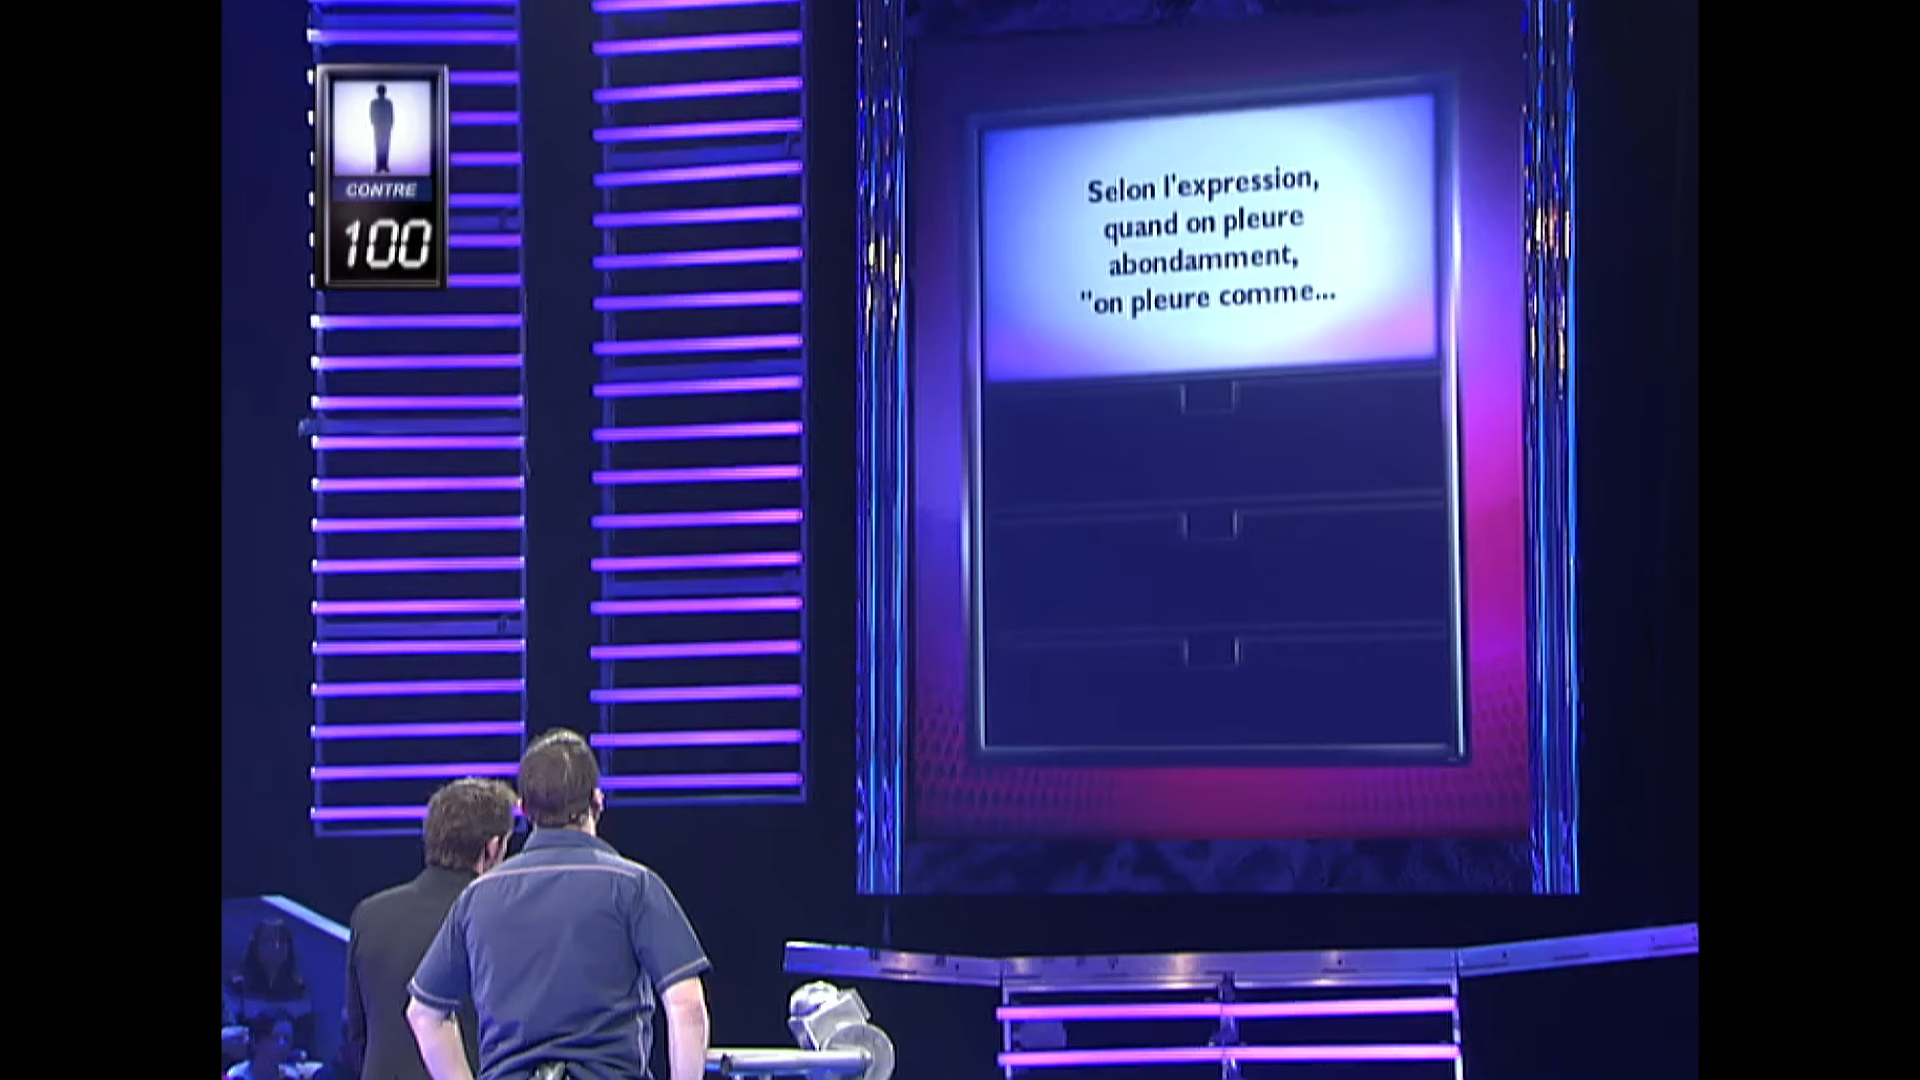 CONTRE
100
Selon l'expression,
quand on pleure
abondamment,
"on pleure comme...